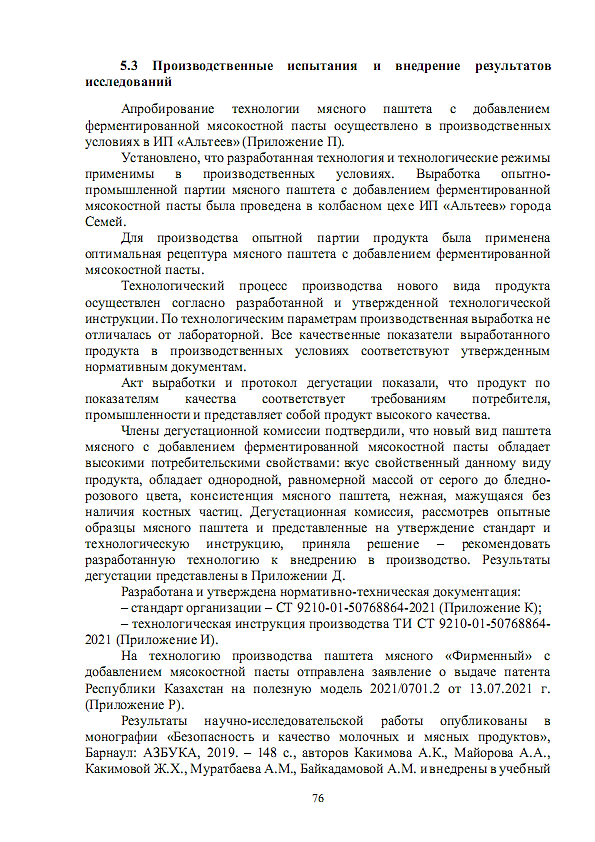 5.3 Производственные испытания и внедрение результатов
исследований
Апробирование технологии мясного паштета с добавлением
ферментированной мясокостной пасты осуществлено в производственных
условиях в ИП «Альтеев» (Приложение П).
Установлено, что разработанная технология и технологические режимы
применимы в производственных условиях. Выработка опытно-
промышленной партии мясного паштета с добавлением ферментированной
мясокостной пасты была проведена в колбасном цехе ИП «Альтеев» города
Семей.
Для производства опытной партии продукта была применена
оптимальная рецептура мясного паштета с добавлением ферментированной
мясокостной пасты.
Технологический процесс производства нового вида продукта
осуществлен согласно разработанной и утвержденной технологической
инструкции. По технологическим параметрам производственная выработка не
отличалась от лабораторной. Все качественные показатели выработанного
продукта в производственных условиях соответствуют утвержденным
нормативным документам.
Акт выработки и протокол дегустации показали, что продукт по
показателям качества соответствует требованиям потребителя,
промышленности и представляет собой продукт высокого качества.
Члены дегустационной комиссии подтвердили, что новый вид паштета
мясного с добавлением ферментированной мясокостной пасты обладает
высокими потребительскими свойствами: вкус свойственный данному виду
продукта, обладает однородной, равномерной массой от серого до бледно-
розового цвета, консистенция мясного паштета, нежная, мажущаяся без
наличия костных частиц. Дегустационная комиссия, рассмотрев опытные
образцы мясного паштета и представленные на утверждение стандарт и
технологическую инструкцию, приняла решение – рекомендовать
разработанную технологию к внедрению в производство. Результаты
дегустации представлены в Приложении Д.
Разработана и утверждена нормативно-техническая документация:
– стандарт организации – СТ 9210-01-50768864-2021 (Приложение К);
– технологическая инструкция производства ТИ СТ 9210-01-50768864-
2021 (Приложение И).
На технологию производства паштета мясного «Фирменный» с
добавлением мясокостной пасты отправлена заявление о выдаче патента
Республики Казахстан на полезную модель 2021/0701.2 от 13.07.2021 г.
(Приложение Р).
Результаты научно-исследовательской работы опубликованы в
монографии «Безопасность и качество молочных и мясных продуктов»,
Барнаул: АЗБУКА, 2019. – 148 с., авторов Какимова А.К., Майорова А.А.,
Какимовой Ж.Х., Муратбаева А.М., Байкадамовой А.М. и внедрены в учебный
76